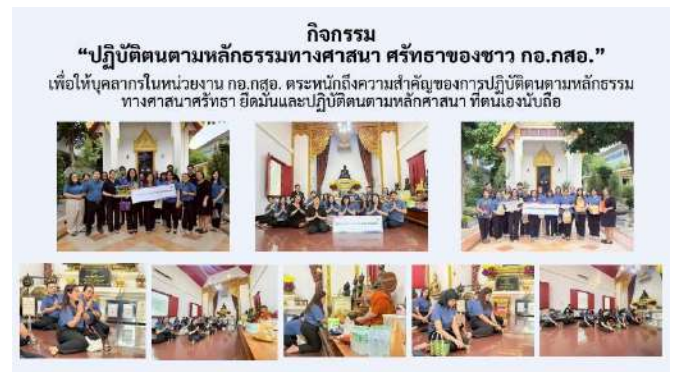 กิจกรรม
“ปฏิบัติตนตามหลักธรรมทางศาสนา ศรัทธาของชาว กอ.กสอ.”
เพื่อให้บุคลากรในหน่วยงาน กอ.กสอ. ตระหนักถึงความสำคัญของการปฏิบัติตนตามหลักธรรม
ทางศาสนาศรัทธา ยึดมั่นและปฏิบัติตนตามหลักศาสนา ที่ตนเองนับถือ